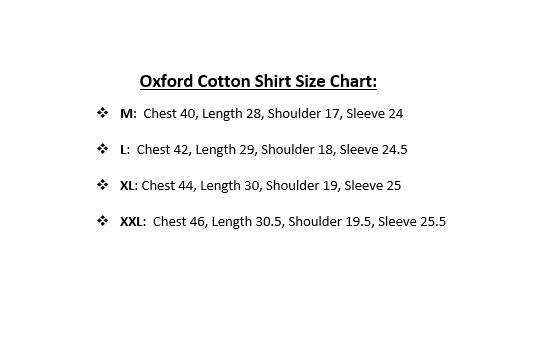 Oxford Cotton Shirt Size Chart:
❖ M: Chest 40, Length 28, Shoulder 17, Sleeve 24
❖ L: Chest 42, Length 29, Shoulder 18, Sleeve 24.5
❖ XL: Chest 44, Length 30, Shoulder 19, Sleeve 25
❖ XXL: Chest 46, Length 30.5, Shoulder 19.5, Sleeve 25.5